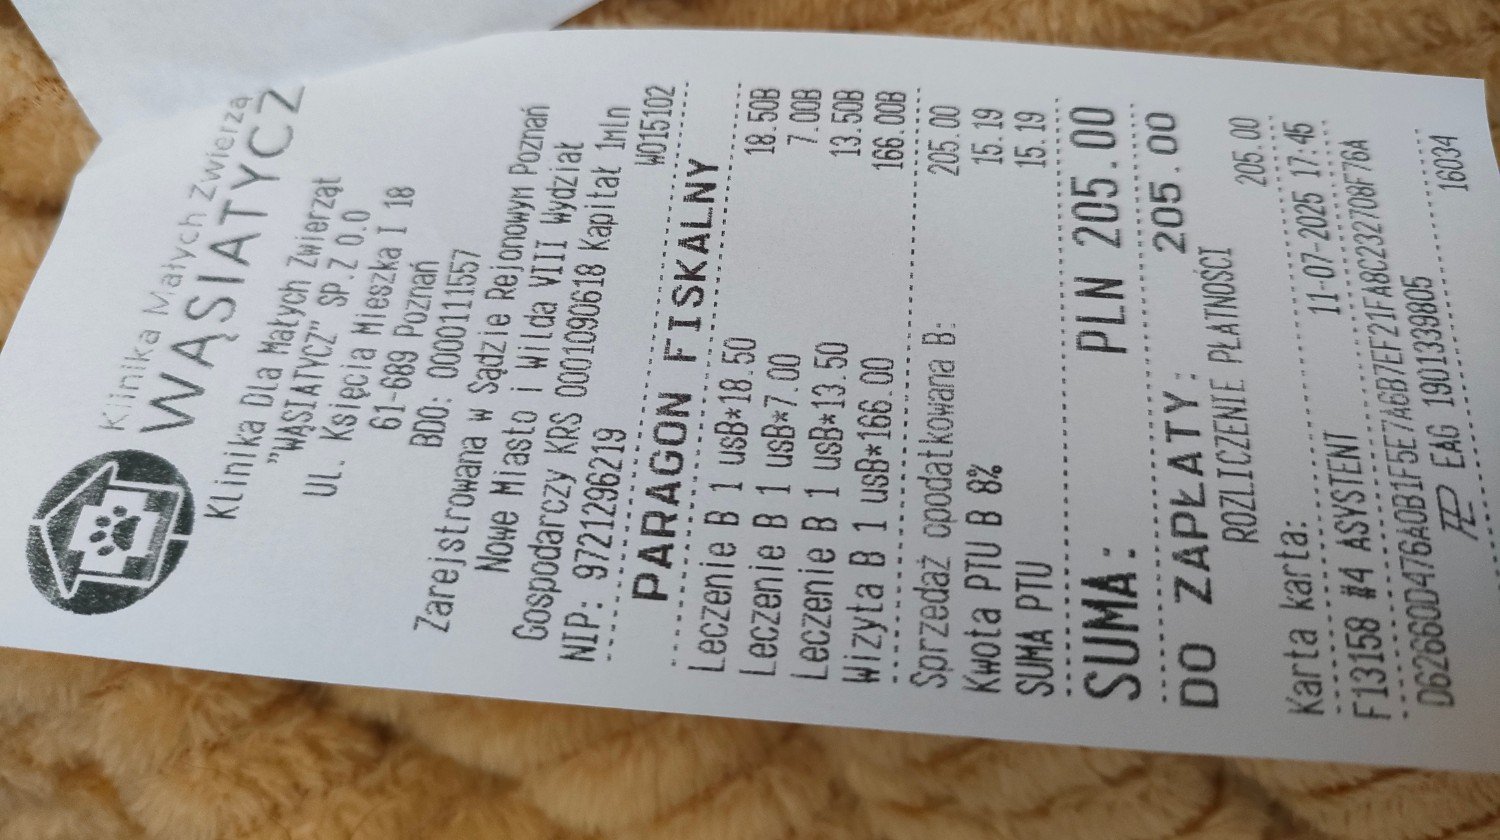 Klinika Małych Zwierzą
WĄSIATYCZ
Klinika Dla Małych Zwierząt
"WĄSIATYCZ" SP.Z O.O
UL. Księcia Mieszka I 18
61-689 Poznań
BDO: 000011557
Zarejstrowana w Sądzie Rejonowym Poznań
Nowe Miasto i Wilda VIII Wydział
Gospodarczy KRS 0001090618 Kapitał 1mln
NIP: 9721296219 W015102
PARAGON FISKALNY
Leczenie B 1 usB*18.50 18.50B
Leczenie B 1 usB*7.00 7.00B
Leczenie B 1 usB*13.50 13.50B
Wizyta B 1 usB*166.00 166.00B
Sprzedaż opodatkowana B: 205.00
Kwota PTU B 8% 15.19
SUMA PTU 15.19
SUMA: PLN 205.00
DO ZAPŁATY: 205.00
ROZLICZENIE PŁATNOŚCI
Karta karta: 205.00
F13158 #4 ASYSTENT 11-07-2025 17:45
D62660D476A0B1F5E7A6B7EF21FA8C232708F76A
EAG 1901339805 16034